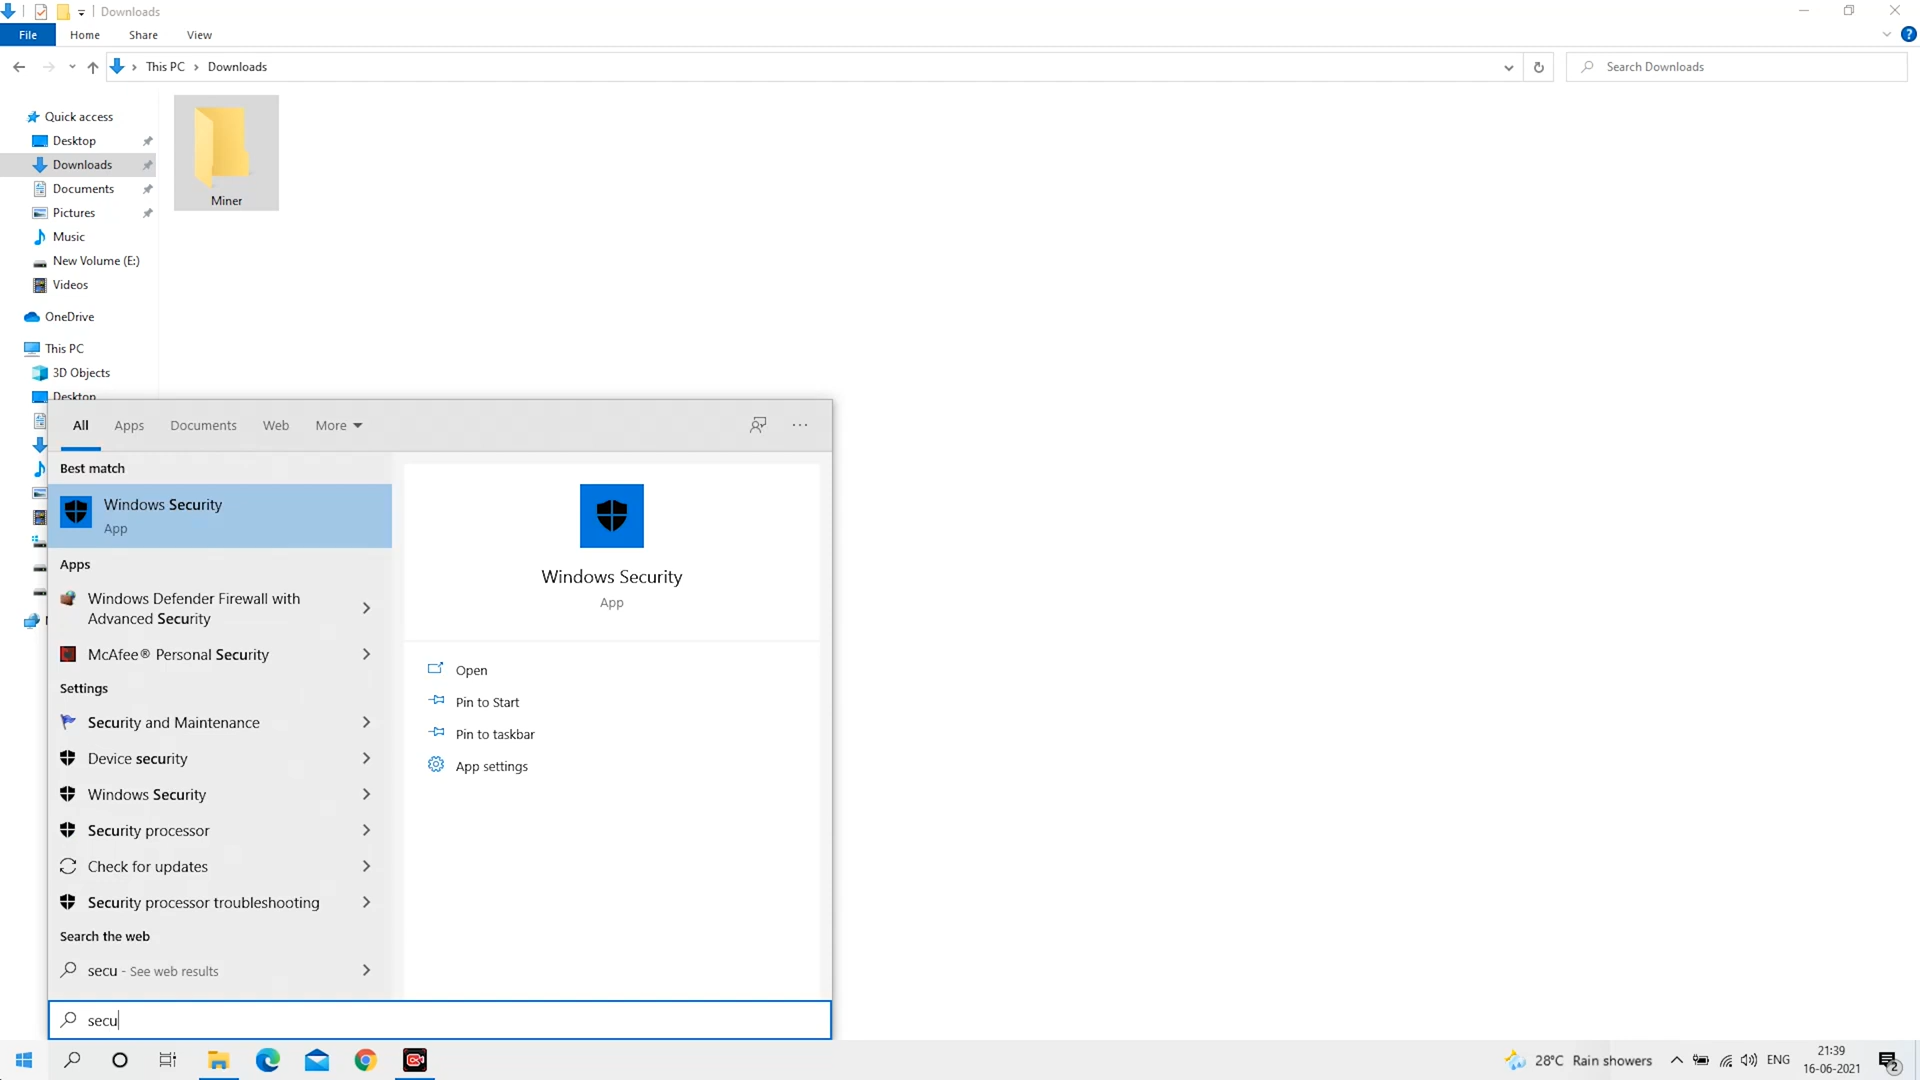 Downloads
File
Home
Share
View
?
This PC
Downloads
Search Downloads
Quick access
Desktop
Downloads
Documents
Pictures
Music
New Volume (E:)
Videos
OneDrive
This PC
3D Objects
Desktop
Miner
All
Apps
Documents
Web
More
...
Best match
Windows Security
App
Apps
Windows Defender Firewall with
Advanced Security
McAfee® Personal Security
Settings
Security and Maintenance
Device security
Windows Security
Security processor
Check for updates
Security processor troubleshooting
Search the web
secu - See web results
Windows Security
App
Open
Pin to Start
Pin to taskbar
App settings
secu
28°C Rain showers
ENG
21:39
16-06-2021
2